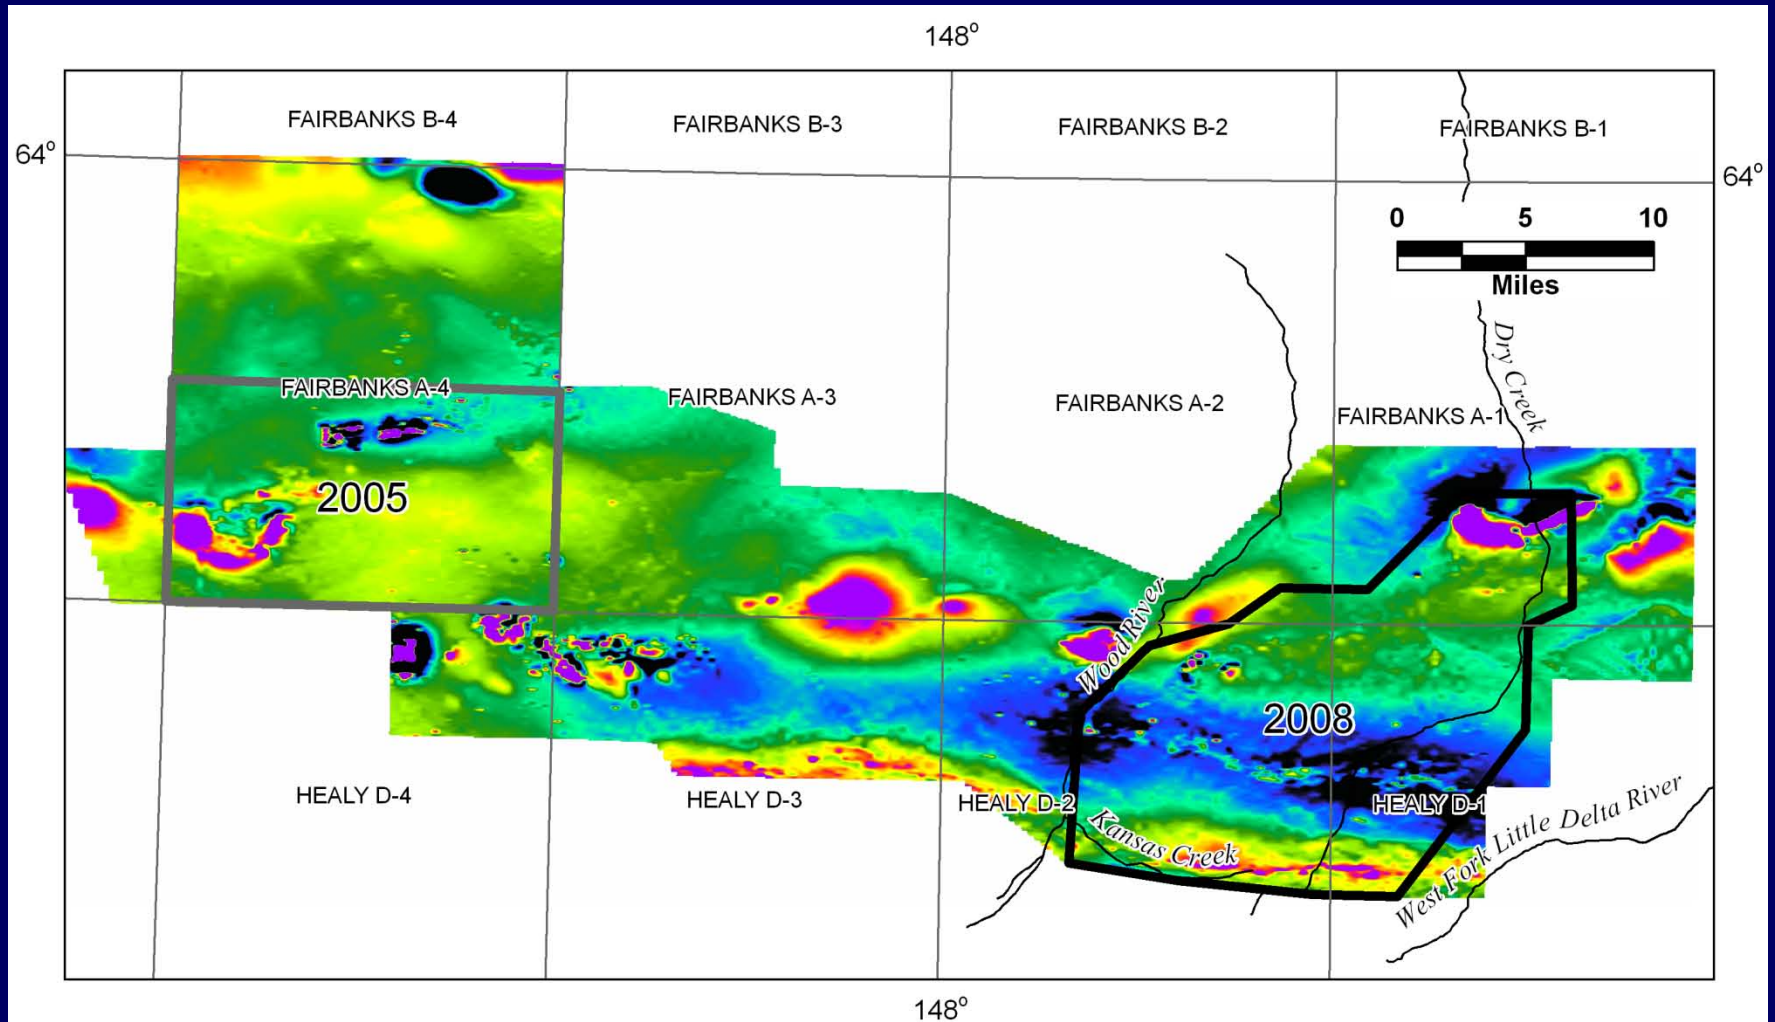 148°
FAIRBANKS B-4
FAIRBANKS B-3
FAIRBANKS B-2
FAIRBANKS B-1
64°
64°
0 5 10
Miles
Dry Creek
FAIRBANKS A-4
FAIRBANKS A-3
FAIRBANKS A-2
FAIRBANKS A-1
2005
Wood River
2008
HEALY D-4
HEALY D-3
HEALY D-2
HEALY D-1
Kansas Creek
West Fork Little Delta River
148°